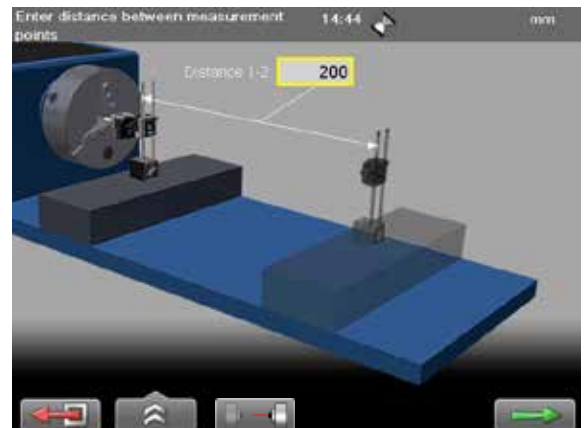 Enter distance between measurement
points
14:44
mm
Distance 1-2
200